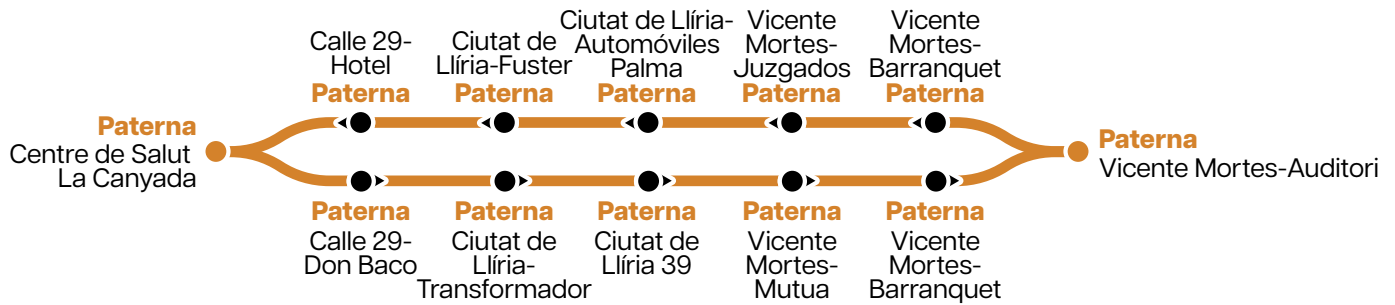 Calle 29-
Hotel
Paterna
Ciutat de
Llíria-Fuster
Paterna
Ciutat de Llíria-
Automóviles
Palma
Paterna
Vicente
Mortes-
Juzgados
Paterna
Vicente
Mortes-
Barranquet
Paterna
Paterna
Centre de Salut
La Canyada
Paterna
Vicente Mortes-Auditori
Paterna
Calle 29-
Don Baco
Paterna
Ciutat de
Llíria-
Transformador
Paterna
Ciutat de
Llíria 39
Paterna
Vicente
Mortes-
Mutua
Paterna
Vicente
Mortes-
Barranquet